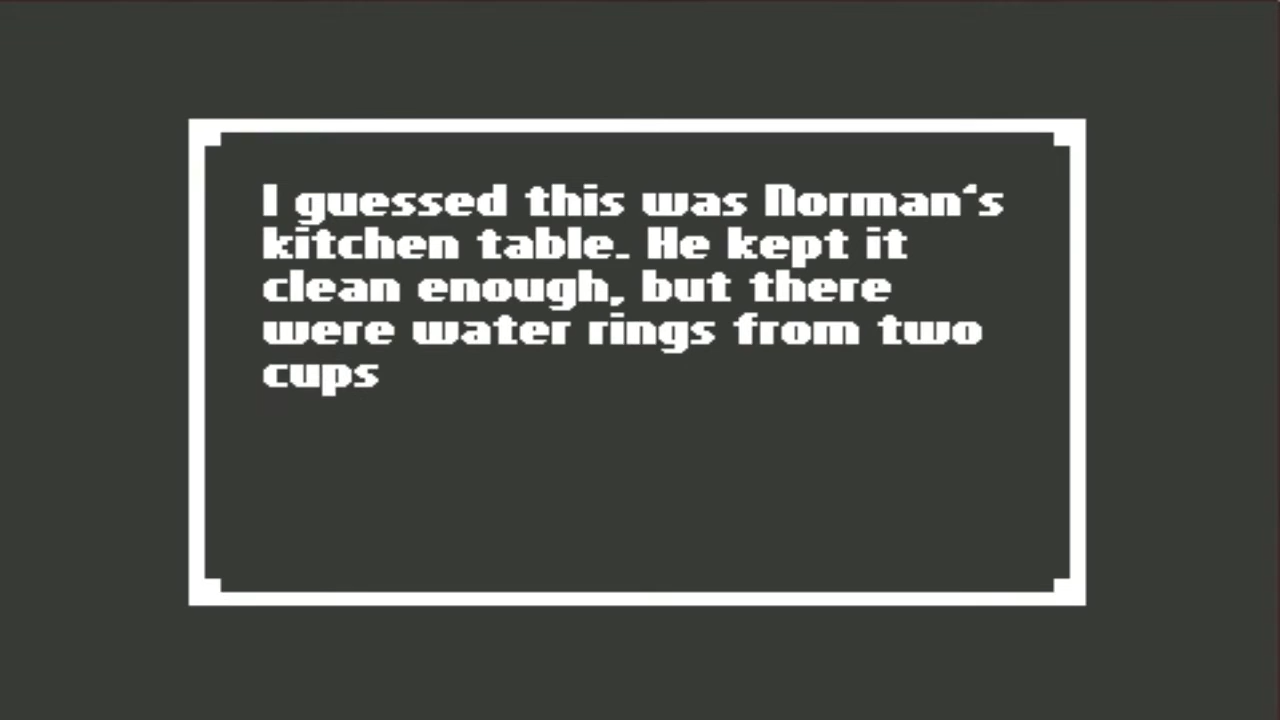 I guessed this was Norman's
kitchen table. He kept it
clean enough, but there
were water rings from two
cups